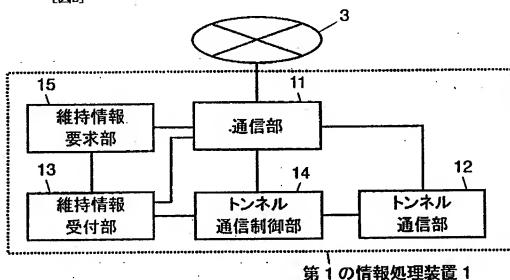 3
11
15
維持情報
要求部
通信部
13
維持情報
受付部
14
トンネル
通信制御部
12
トンネル
通信部
第1の情報処理装置1